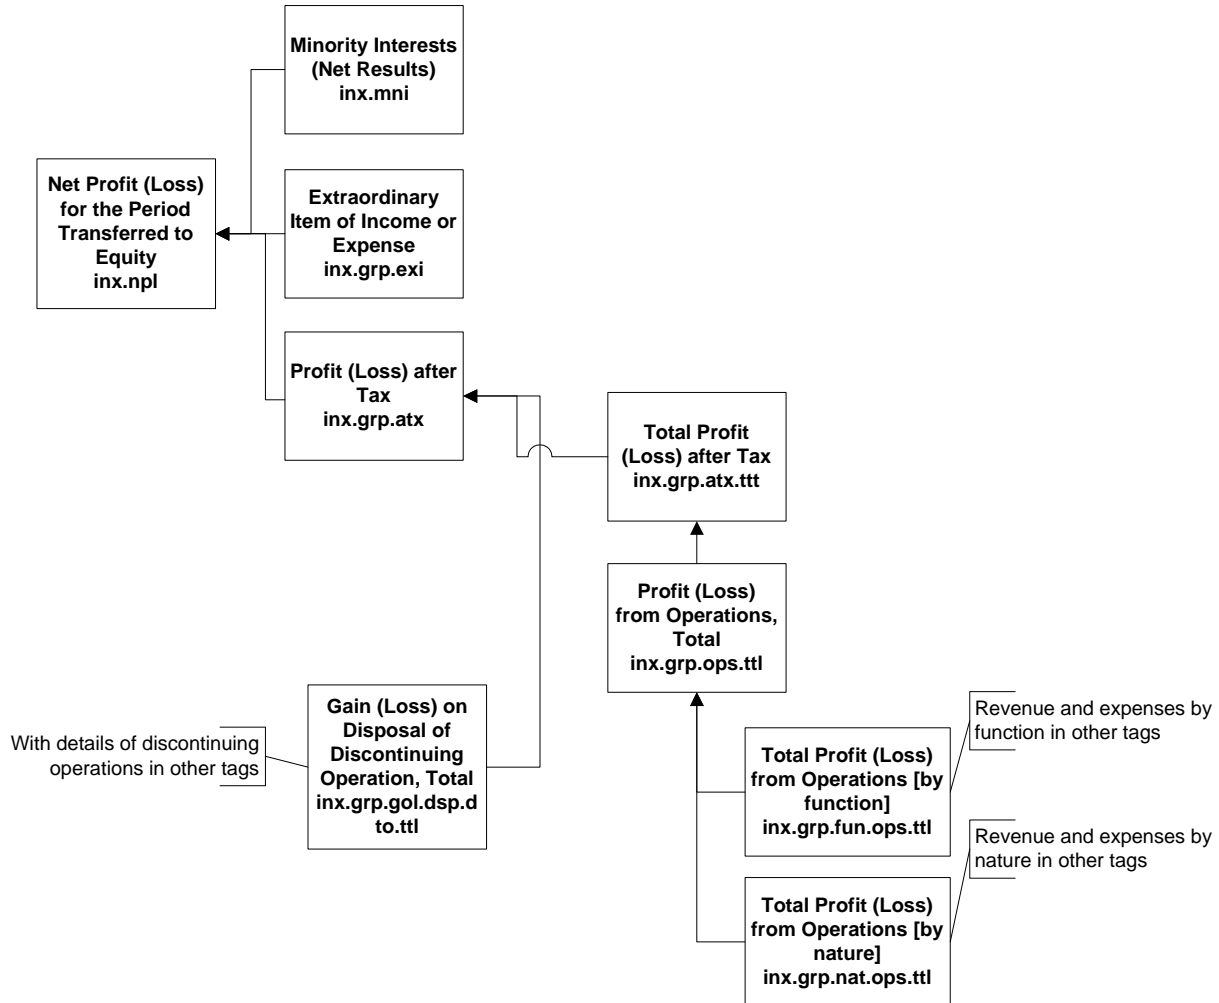 Minority Interests
(Net Results)
inx.mni
Net Profit (Loss)
for the Period
Transferred to
Equity
inx.npl
Extraordinary
Item of Income or
Expense
inx.grp.exi
Profit (Loss) after
Tax
inx.grp.atx
Total Profit
(Loss) after Tax
inx.grp.atx.ttt
Profit (Loss)
from Operations,
Total
inx.grp.ops.ttl
With details of discontinuing
operations in other tags
Gain (Loss) on
Disposal of
Discontinuing
Operation, Total
inx.grp.gol.dsp.d
to.ttl
Total Profit (Loss)
from Operations [by
function]
inx.grp.fun.ops.ttl
Revenue and expenses by
function in other tags
Total Profit (Loss)
from Operations [by
nature]
inx.grp.nat.ops.ttl
Revenue and expenses by
nature in other tags